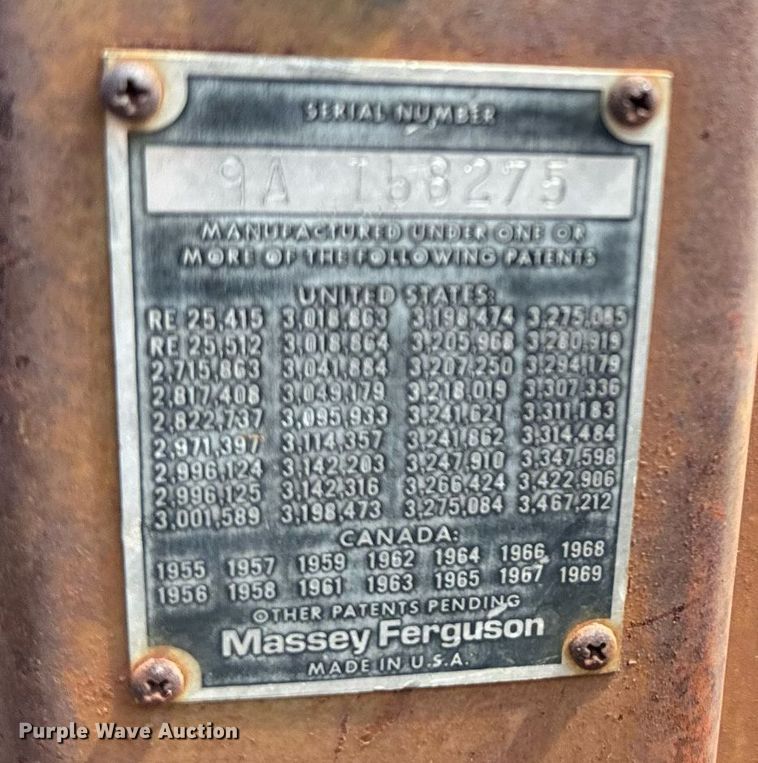 SERIAL NUMBER
9A 158275
MANUFACTURED UNDER ONE OR
MORE OF THE FOLLOWING PATENTS
UNITED STATES:
RE 25,415 3,018,863 3,198,474 3,275,085
RE 25,512 3,018,864 3,205,968 3,280,919
2,715,863 3,041,884 3,207,250 3,294,179
2,817,408 3,049,179 3,218,019 3,307,336
2,822,737 3,095,933 3,241,621 3,311,183
2,971,397 3,114,357 3,241,862 3,314,484
2,996,124 3,142,203 3,247,910 3,347,598
2,996,125 3,142,316 3,266,424 3,422,906
3,001,589 3,198,473 3,275,084 3,467,212
CANADA:
1955 1957 1959 1962 1964 1966 1968
1956 1958 1961 1963 1965 1967 1969
OTHER PATENTS PENDING
Massey Ferguson
MADE IN U.S.A.
Purple Wave Auction